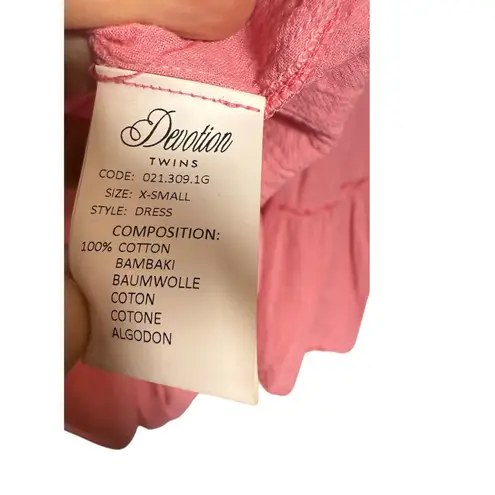 Devotion
TWINS
CODE: 021.309.1G
SIZE: X-SMALL
STYLE: DRESS
COMPOSITION:
100% COTTON
BAMBAKI
BAUMWOLLE
COTON
COTONE
ALGODON